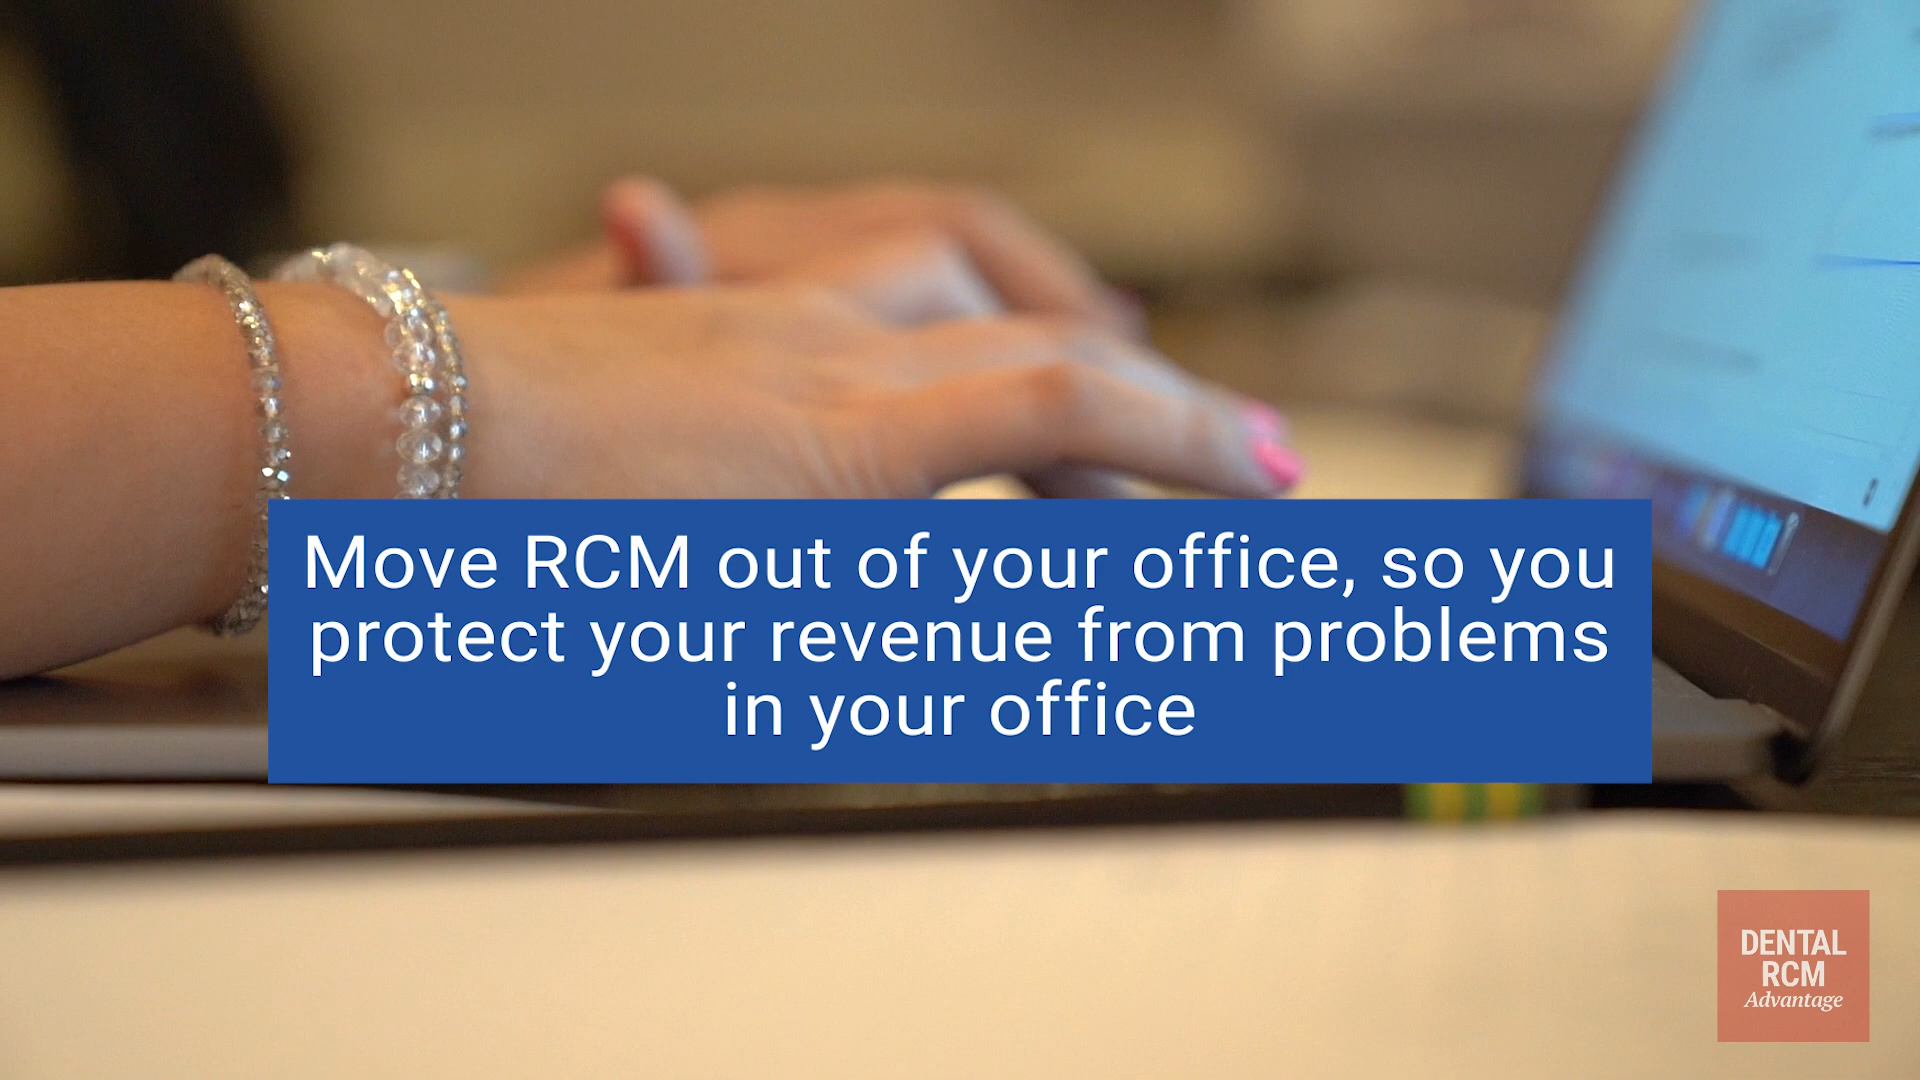 Move RCM out of your office, so you
protect your revenue from problems
in your office
DENTAL
RCM
Advantage